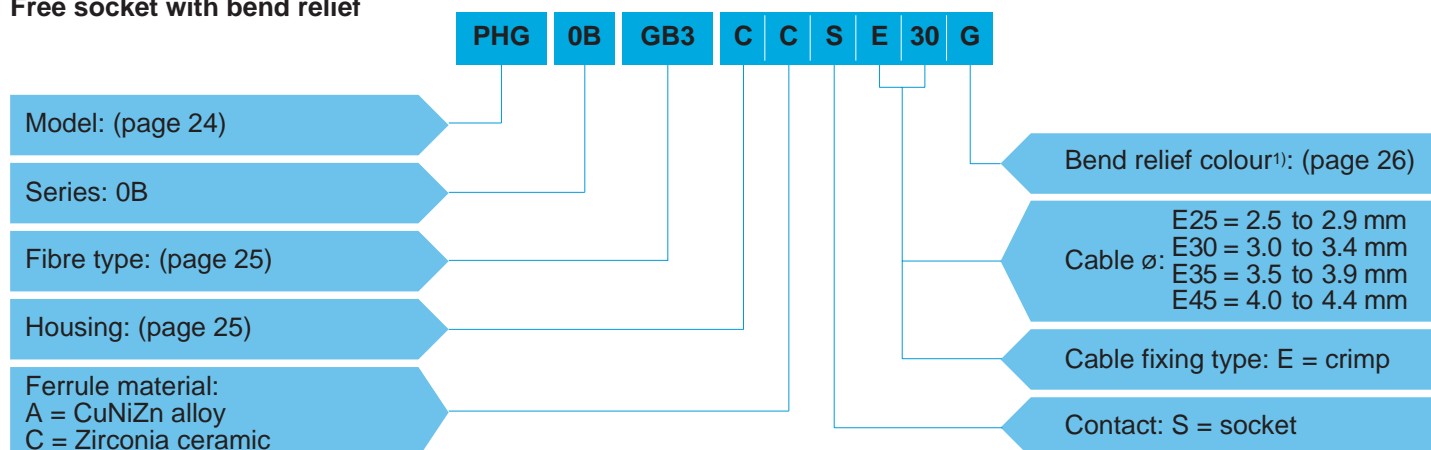 Free socket with bend relief
PHG 0B GB3 C C S E 30 G
Model: (page 24)
Series: 0B
Fibre type: (page 25)
Housing: (page 25)
Ferrule material:
A = CuNiZn alloy
C = Zirconia ceramic
Bend relief colour1): (page 26)
Cable ø:
E25 = 2.5 to 2.9 mm
E30 = 3.0 to 3.4 mm
E35 = 3.5 to 3.9 mm
E45 = 4.0 to 4.4 mm
Cable fixing type: E = crimp
Contact: S = socket